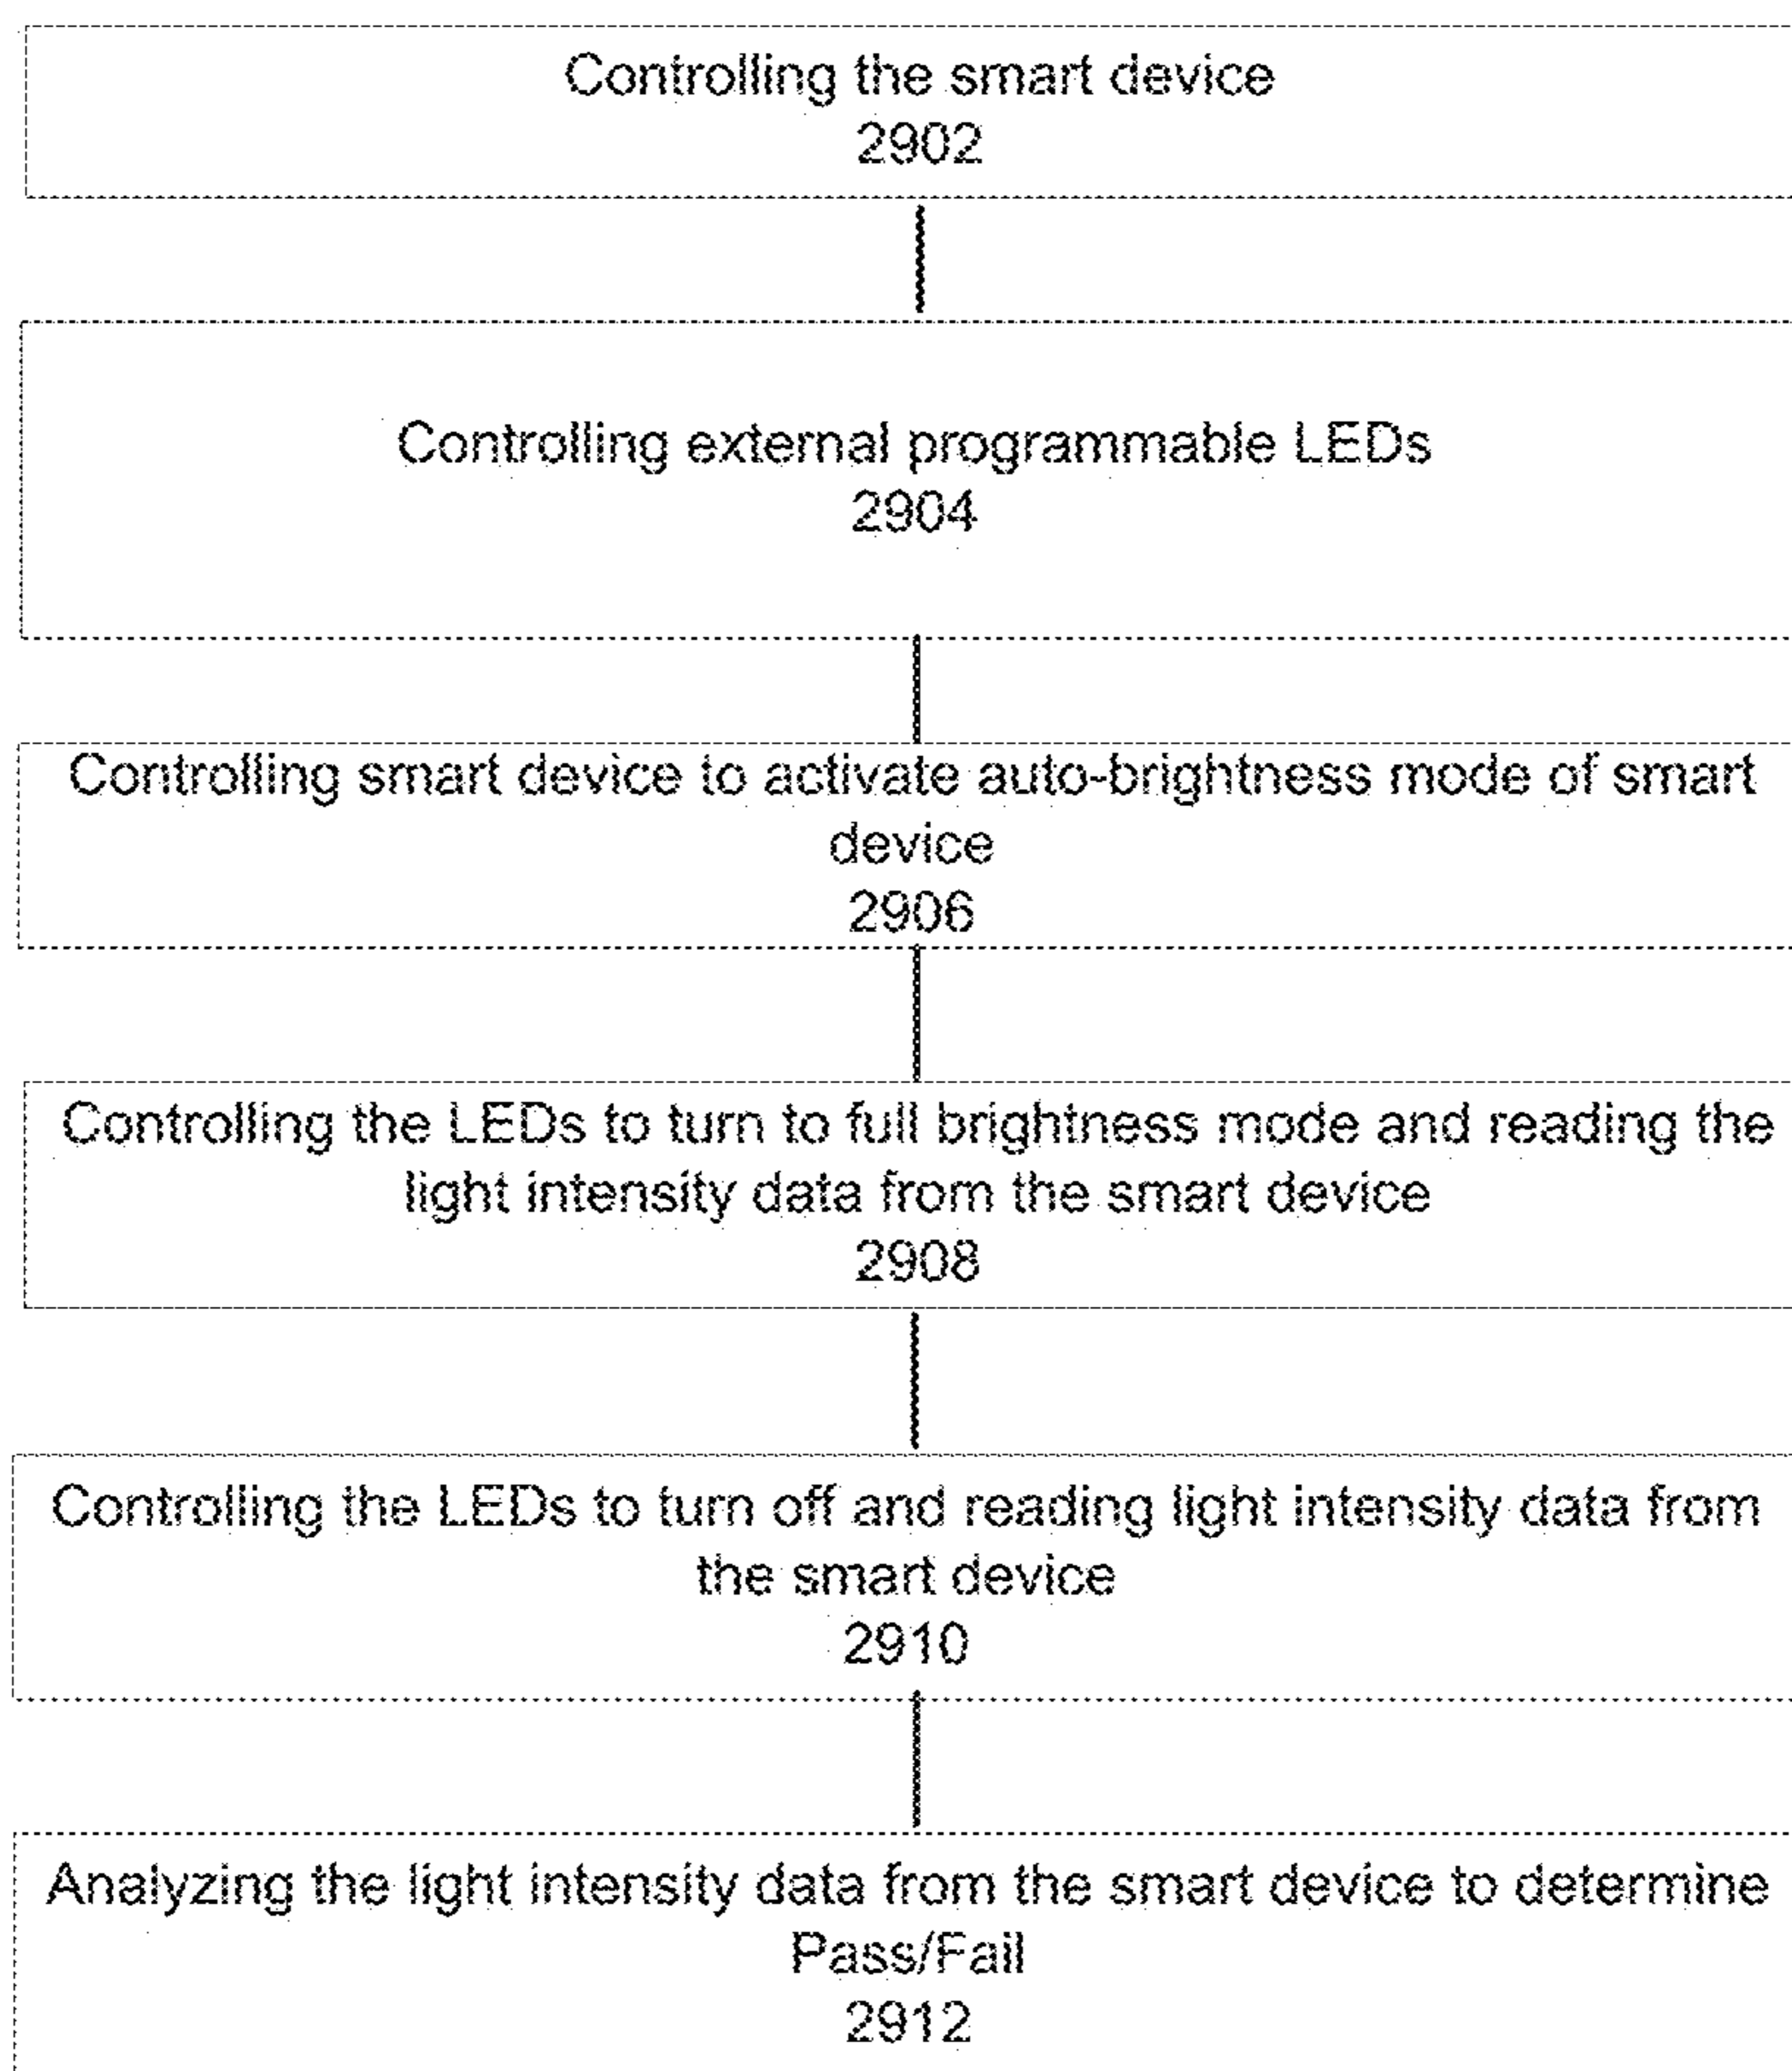 Controlling the smart device
2902
Controlling external programmable LEDs
2904
Controlling smart device to activate auto-brightness mode of smart
device
2906
Controlling the LEDs to turn to full brightness mode and reading the
light intensity data from the smart device
2908
Controlling the LEDs to turn off and reading light intensity data from
the smart device
2910
Analyzing the light intensity data from the smart device to determine
Pass/Fail
2912